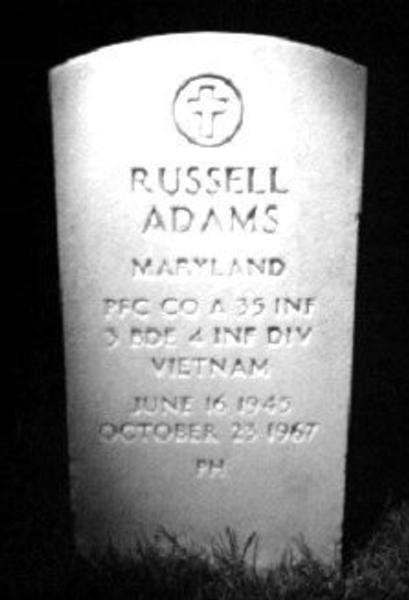 RUSSELL
ADAMS
MARYLAND
PFC CO A 35 INF
3 BDE 4 INF DIV
VIETNAM
JUNE 16 1945
OCTOBER 23 1967
PH